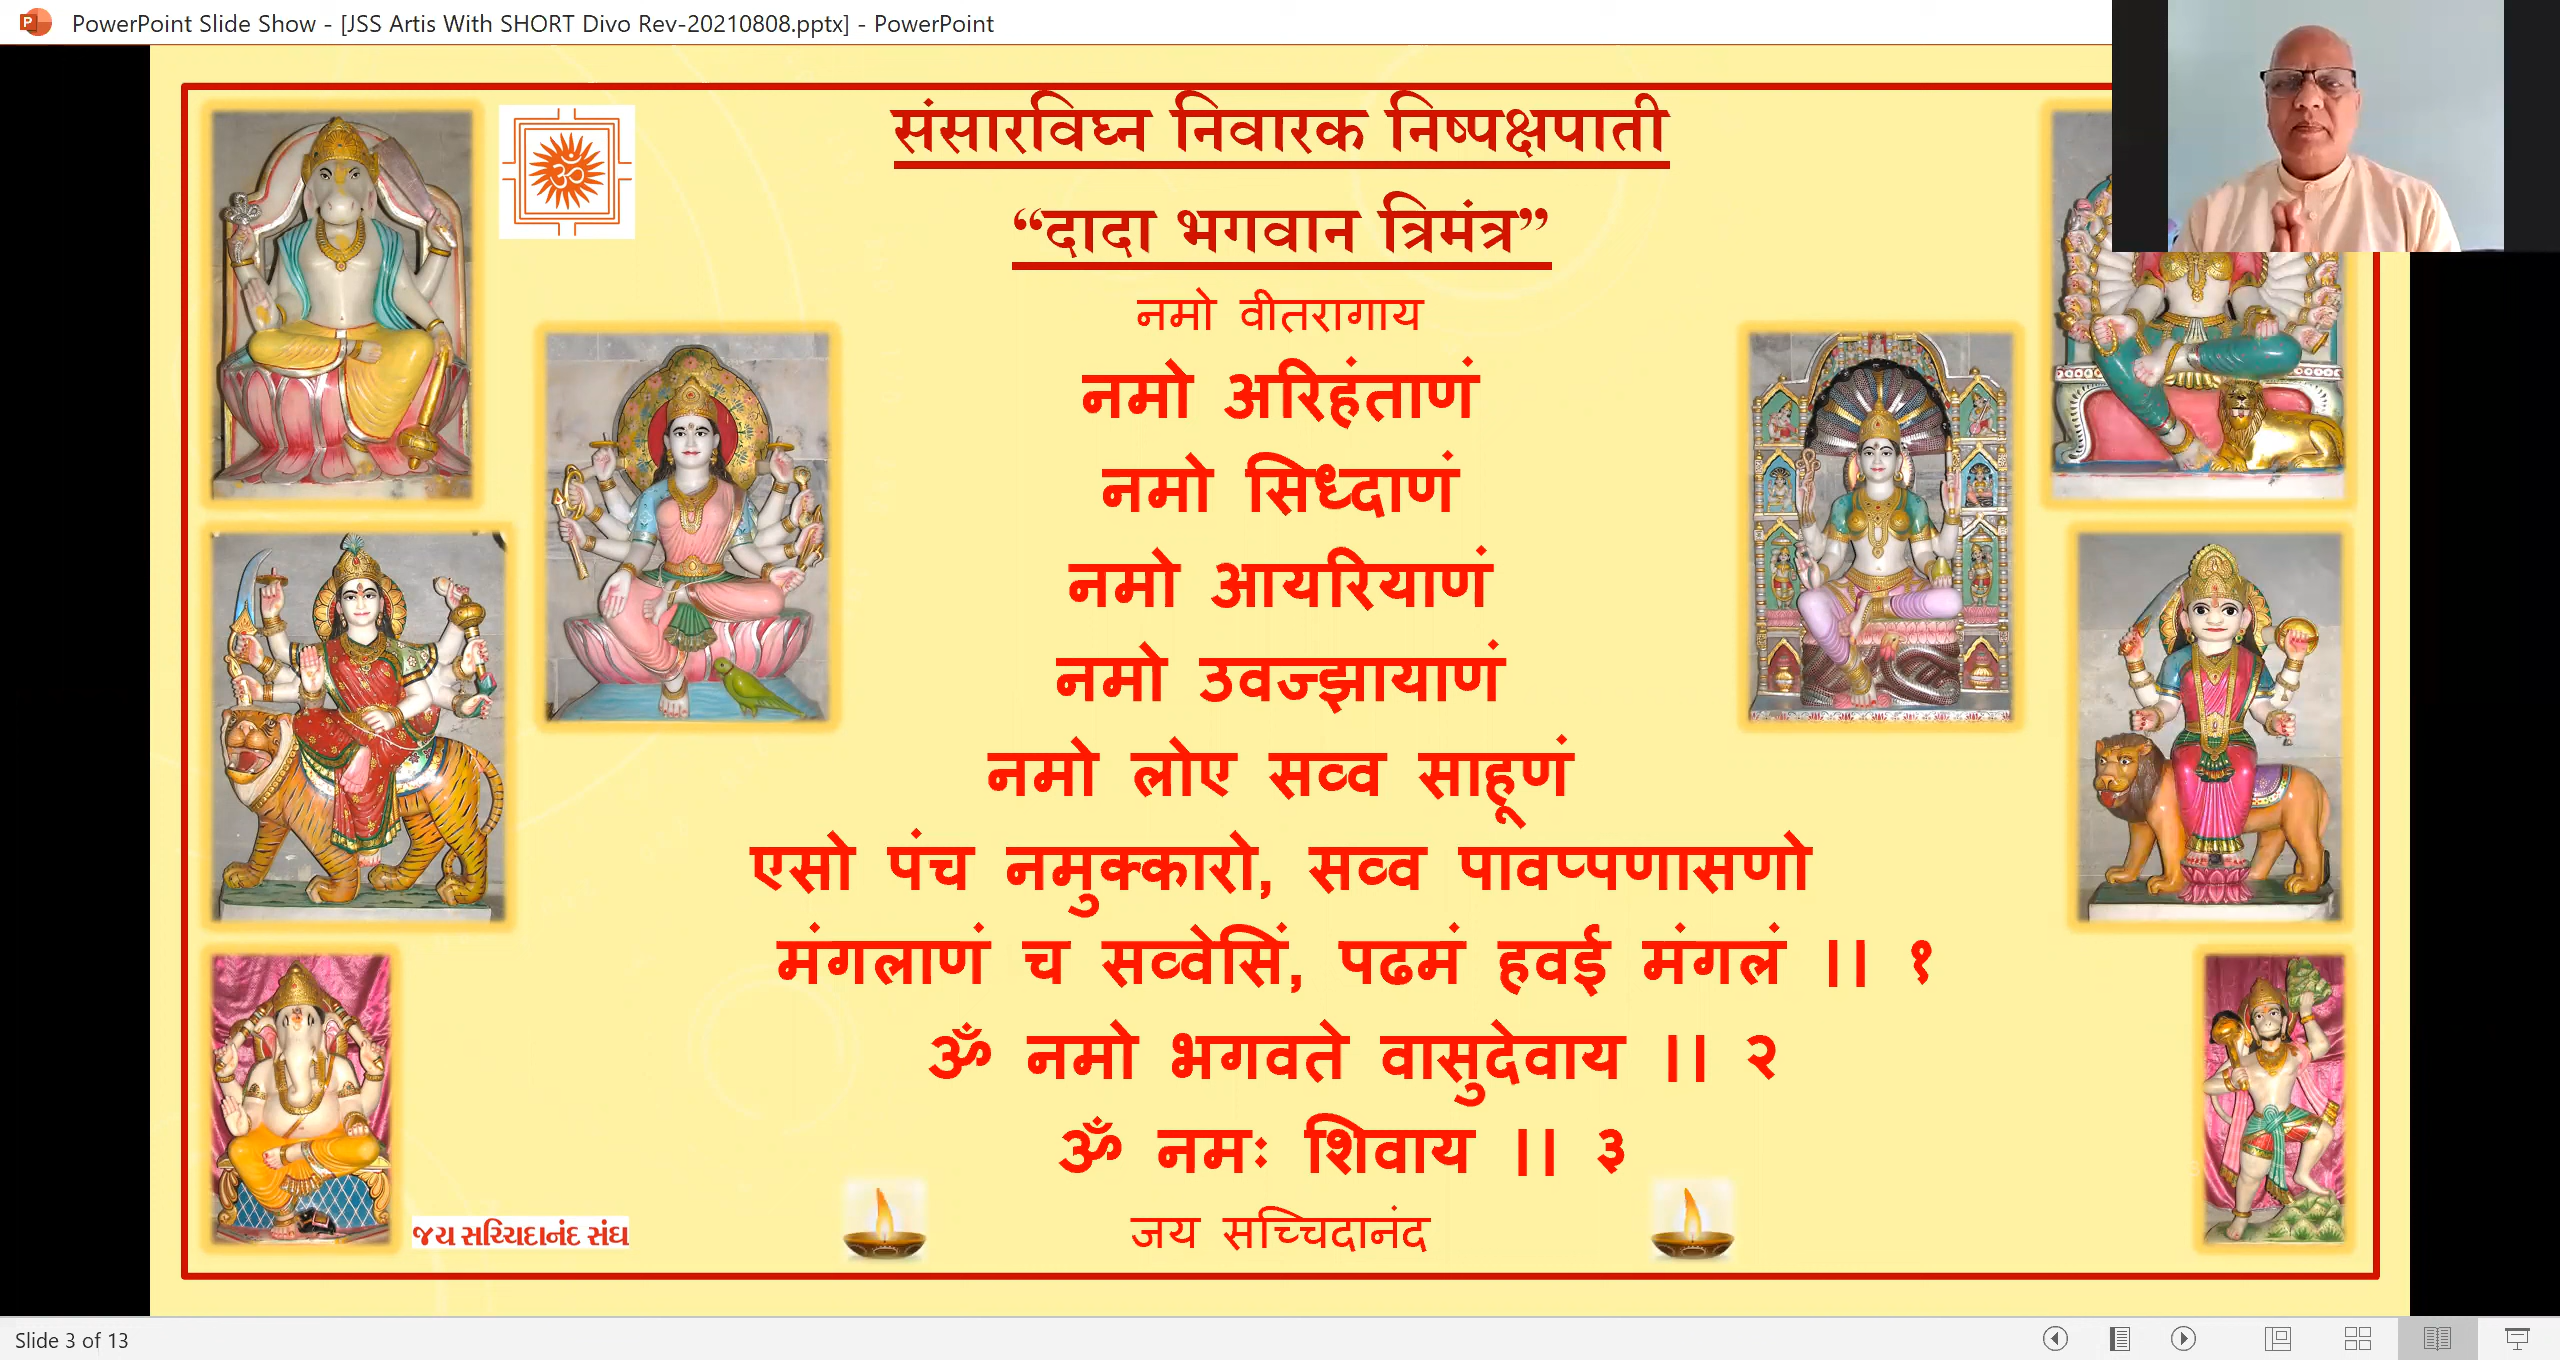 PowerPoint Slide Show - [JSS Artis With SHORT Divo Rev-20210808.pptx] - PowerPoint
संसारविघ्न निवारक निष्पक्षपाती
“दादा भगवान त्रिमंत्र”
नमो वीतरागाय
नमो अरिहंताणं
नमो सिध्दाणं
नमो आयरियाणं
नमो उवज्झायाणं
नमो लोए सव्व साहूणं
एसो पंच नमुक्कारो, सव्व पावप्पणासणो
मंगलाणं च सव्वेसिं, पढमं हवई मंगलं ।। १
ॐ नमो भगवते वासुदेवाय ।। २
ॐ नमः शिवाय ।। ३
जय सच्चिदानंद
જય સચ્ચિદાનંદ સંઘ
Slide 3 of 13